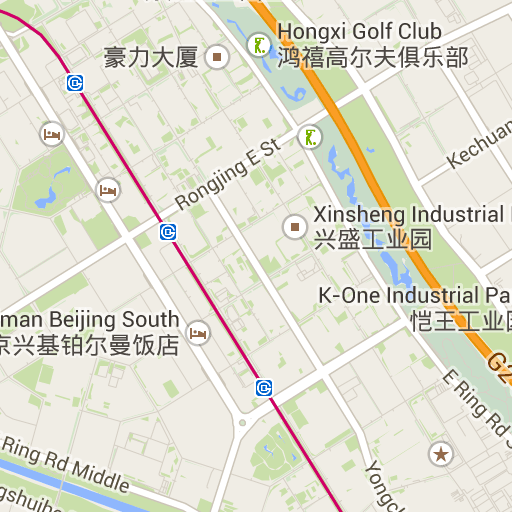 Hongxi Golf Club
鸿禧高尔夫俱乐部
豪力大厦
Kechuan
Rongjing E St
Xinsheng Industrial
兴盛工业园
K-One Industrial Pa
恺王工业
man Beijing South
京兴基铂尔曼饭店
G2
E Ring Rd
Ring Rd Middle
Yongc
gshuihe